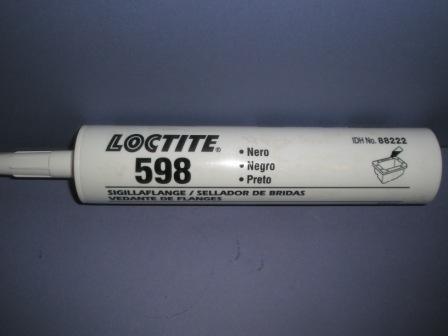 LOCTITE®
598
• Nero
• Negro
• Preto
IDH No. 88222
SIGILLAFLANGE / SELLADOR DE BRIDAS
VEDANTE DE FLANGES